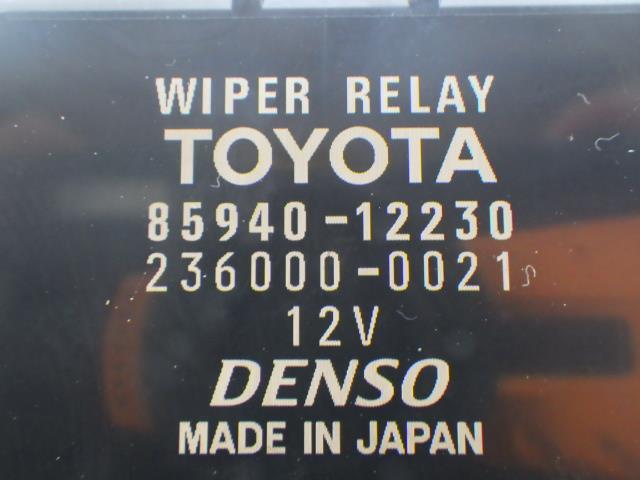 WIPER RELAY
TOYOTA
85940-12230
236000-0021
12V
DENSO
MADE IN JAPAN